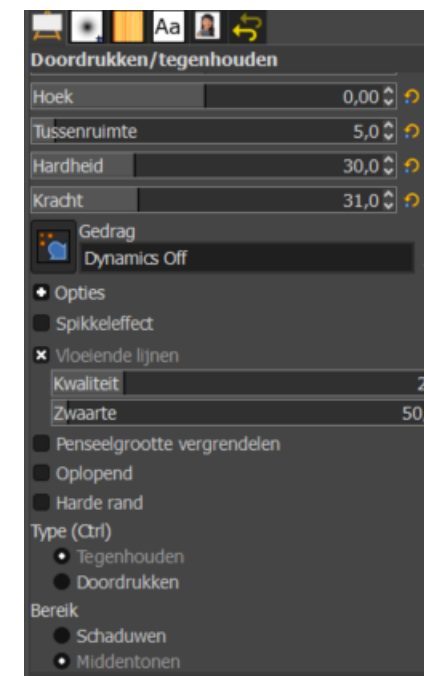 Aa
Doordrukken/tegenhouden
Hoek 0,00
Tussenruimte 5,0
Hardheid 30,0
Kracht 31,0
Gedrag
Dynamics Off
Opties
Spikkeleffect
Vloeiende lijnen
Kwaliteit 2
Zwaarte 50,
Penseelgrootte vergrendelen
Oplopend
Harde rand
Type (Ctrl)
Tegenhouden
Doordrukken
Bereik
Schaduwen
Middentonen